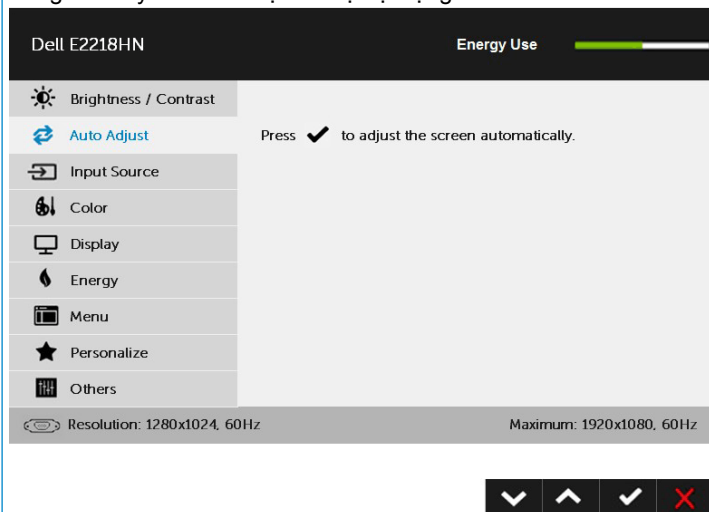 Dell E2218HN
Energy Use
Brightness / Contrast
Auto Adjust
Press ✔ to adjust the screen automatically.
Input Source
Color
Display
Energy
Menu
Personalize
Others
Resolution: 1280x1024, 60Hz
Maximum: 1920x1080, 60Hz